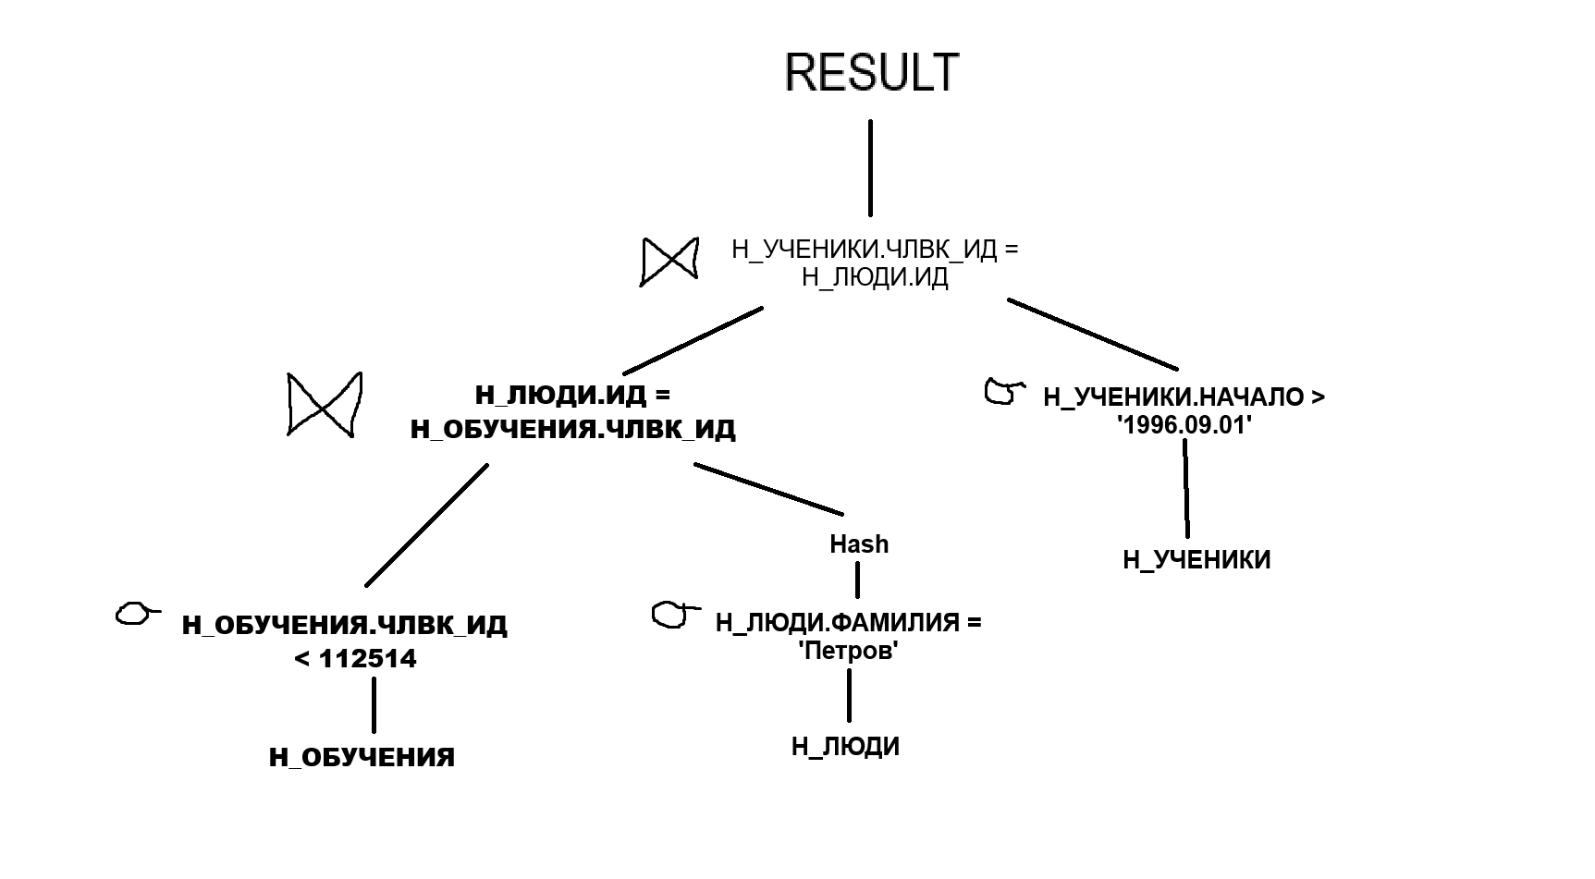 RESULT
Н_УЧЕНИКИ.ЧЛВК_ИД =
Н_ЛЮДИ.ИД
Н_ЛЮДИ.ИД =
Н_ОБУЧЕНИЯ.ЧЛВК_ИД
Н_УЧЕНИКИ.НАЧАЛО >
'1996.09.01'
Hash
Н_УЧЕНИКИ
Н_ОБУЧЕНИЯ.ЧЛВК_ИД
< 112514
Н_ЛЮДИ.ФАМИЛИЯ =
'Петров'
Н_ОБУЧЕНИЯ
Н_ЛЮДИ